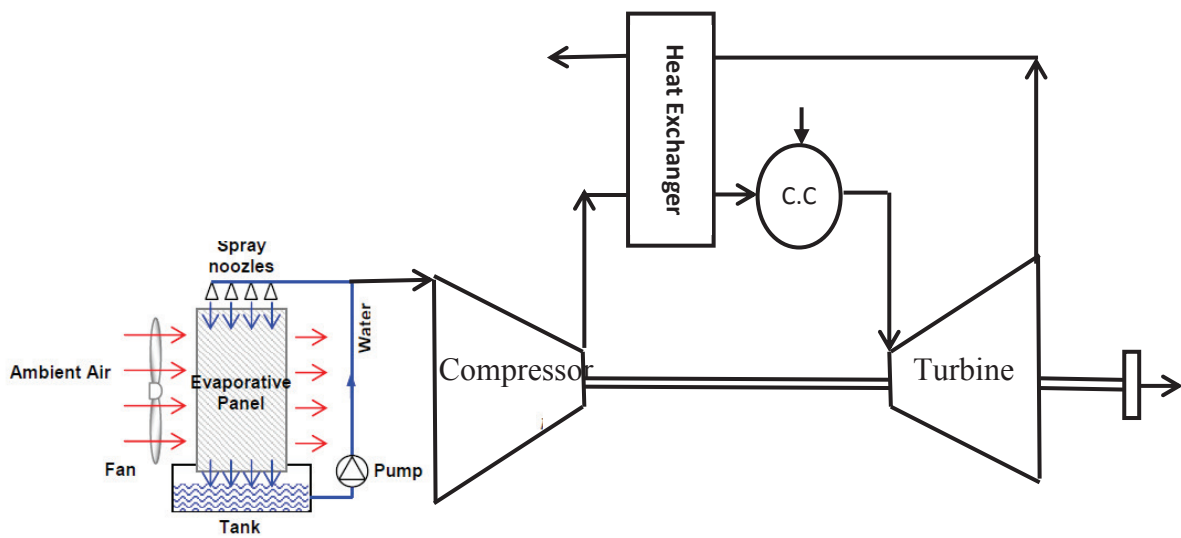 Heat Exchanger
C.C
Spray
noozles
Water
Ambient Air
Evaporative
Panel
Compressor
Turbine
Fan
Pump
Tank